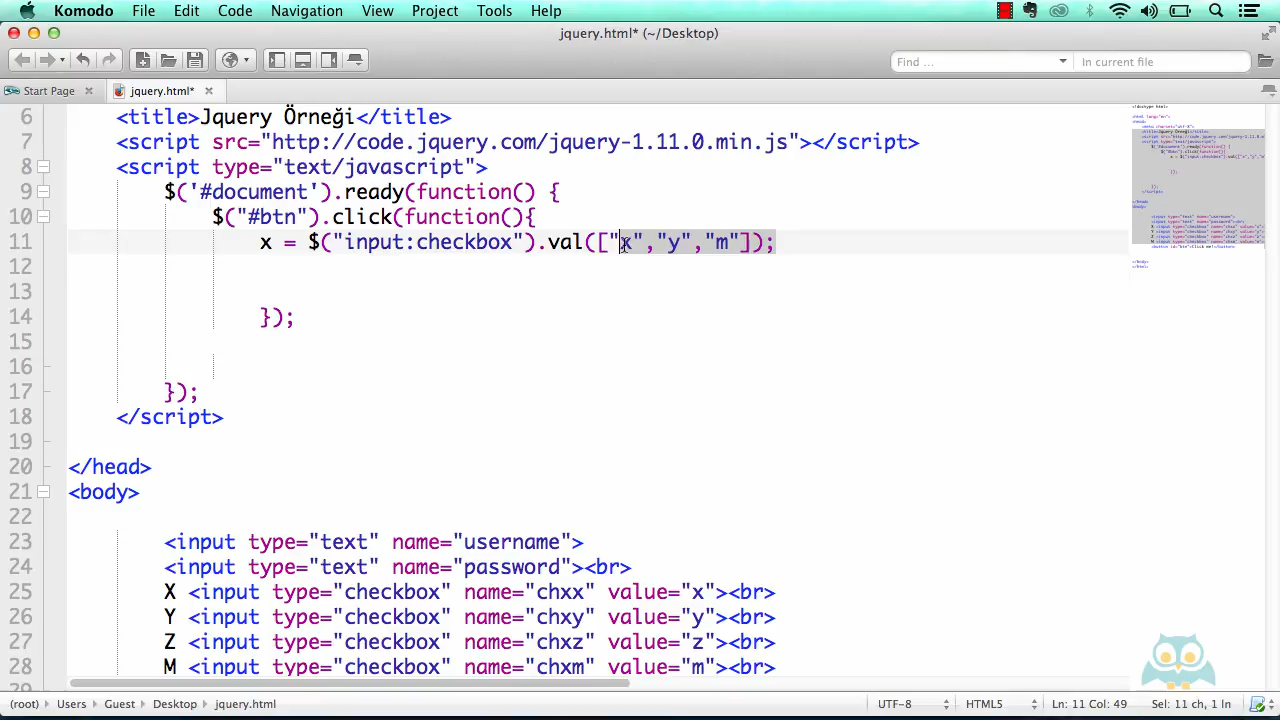 Komodo File Edit Code Navigation View Project Tools Help
jquery.html* (~/Desktop)
Find ... In current file
Start Page jquery.html*
6 <title>Jquery Örneği</title>
7 <script src="http://code.jquery.com/jquery-1.11.0.min.js"></script>
8 <script type="text/javascript">
9 $('#document').ready(function() {
10 $("#btn").click(function(){
11 x = $("input:checkbox").val(["x","y","m"]);
13
14 });
15
16
17 });
18 </script>
19
20 </head>
21 <body>
22
23 <input type="text" name="username">
24 <input type="text" name="password"><br>
25 X <input type="checkbox" name="chxx" value="x"><br>
26 Y <input type="checkbox" name="chxy" value="y"><br>
27 Z <input type="checkbox" name="chxz" value="z"><br>
28 M <input type="checkbox" name="chxm" value="m"><br>
(root) Users Guest Desktop jquery.html UTF-8 HTML5 Ln: 11 Col: 49 Sel: 11 ch, 1 ln